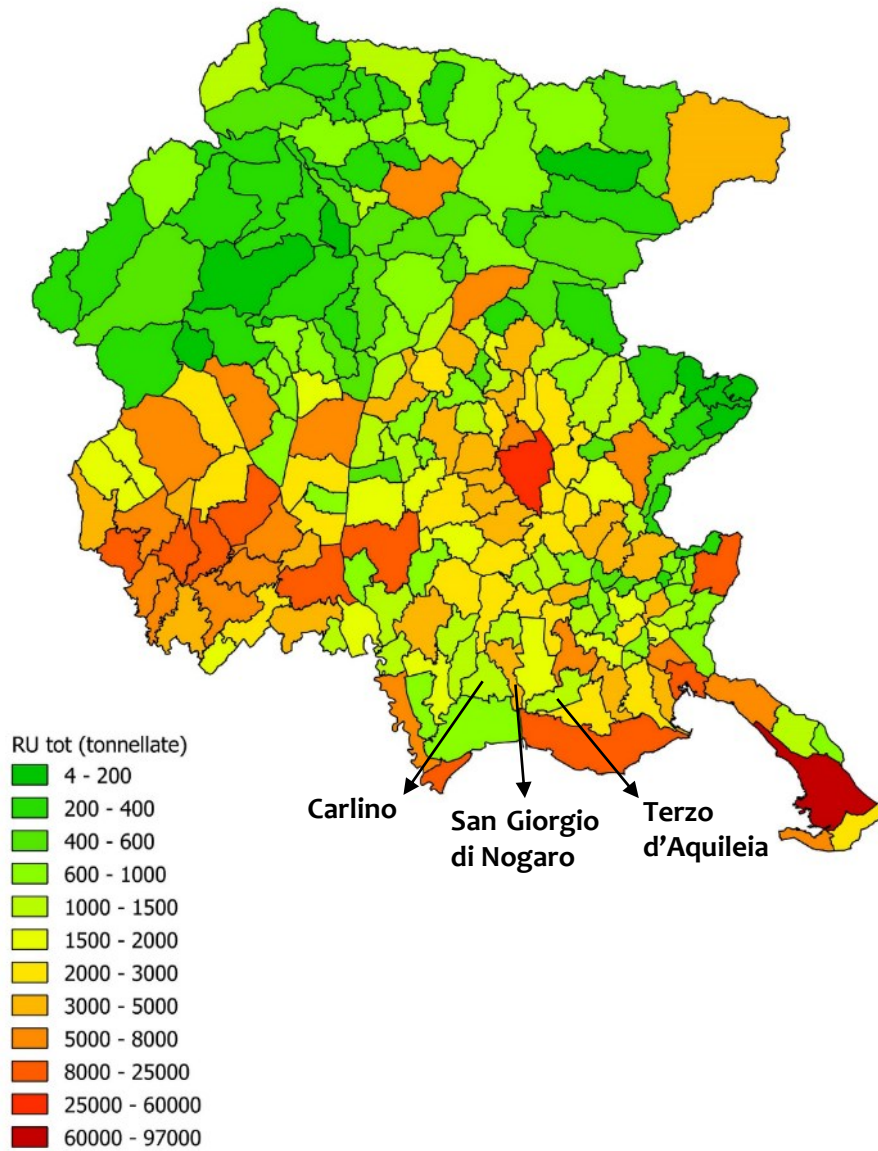 RU tot (tonnellate)
4 - 200
200 - 400
400 - 600
600 - 1000
1000 - 1500
1500 - 2000
2000 - 3000
3000 - 5000
5000 - 8000
8000 - 25000
25000 - 60000
60000 - 97000
Carlino
San Giorgio
di Nogaro
Terzo
d’Aquileia